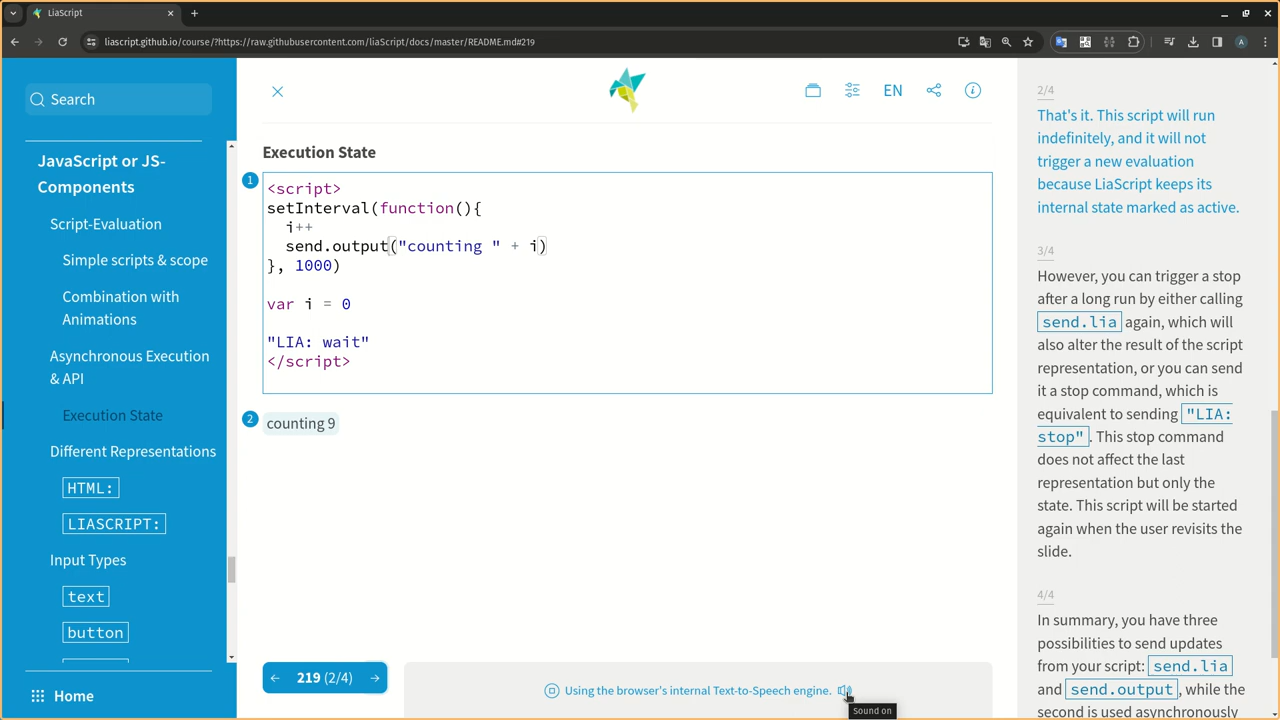 LiaScript
liascript.github.io/course/?https://raw.githubusercontent.com/liaScript/docs/master/README.md#219
A
Search
JavaScript or JS-
Components
Script-Evaluation
Simple scripts & scope
Combination with
Animations
Asynchronous Execution
& API
Execution State
Different Representations
HTML:
LIASCRIPT:
Input Types
text
button
Home
EN
Execution State
1
<script>
setInterval(function(){
i++
send.output("counting " + i)
}, 1000)
var i = 0
"LIA: wait"
</script>
2
counting 9
219 (2/4)
Using the browser's internal Text-to-Speech engine.
Sound on
2/4
That's it. This script will run
indefinitely, and it will not
trigger a new evaluation
because LiaScript keeps its
internal state marked as active.
3/4
However, you can trigger a stop
after a long run by either calling
send.lia again, which will
also alter the result of the script
representation, or you can send
it a stop command, which is
equivalent to sending "LIA:
stop". This stop command
does not affect the last
representation but only the
state. This script will be started
again when the user revisits the
slide.
4/4
In summary, you have three
possibilities to send updates
from your script: send.lia
and send.output, while the
second is used asynchronously